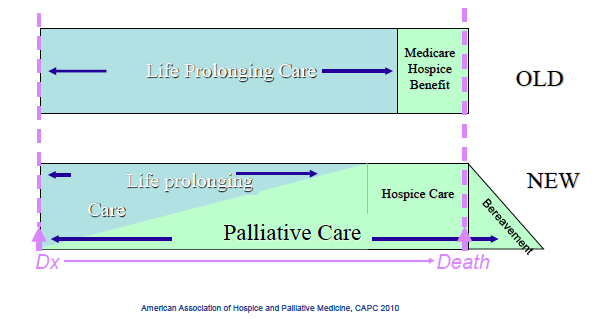 Life Prolonging Care
Medicare
Hospice
Benefit
OLD
Life prolonging
Care
Hospice Care
NEW
Palliative Care
Bereavement
Dx
Death
American Association of Hospice and Palliative Medicine, CAPC 2010